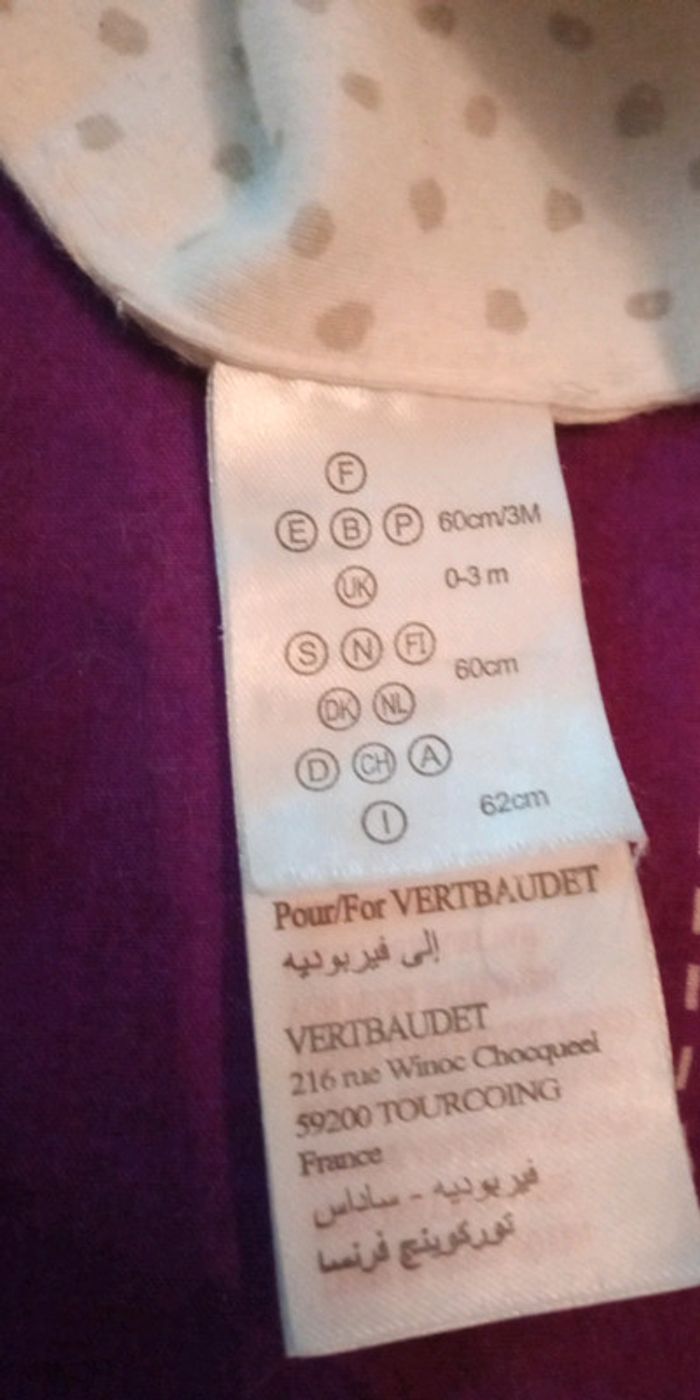 F
E B P 60cm/3M
UK 0-3 m
S N FI
60cm
DK NL
D CH A
I 62cm
Pour/For VERTBAUDET
إلى فيربوديه
VERTBAUDET
216 rue Winoc Chocqueel
59200 TOURCOING
France
فيربوديه - ساداس
توركوينج فرنسا